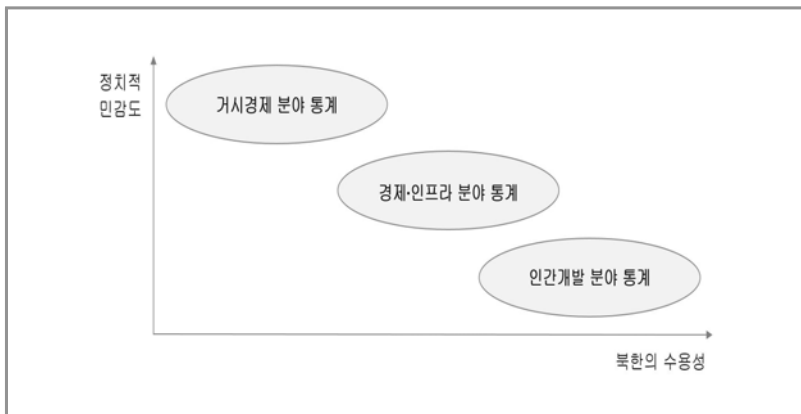 정치적
민감도
거시경제 분야 통계
경제·인프라 분야 통계
인간개발 분야 통계
북한의 수용성